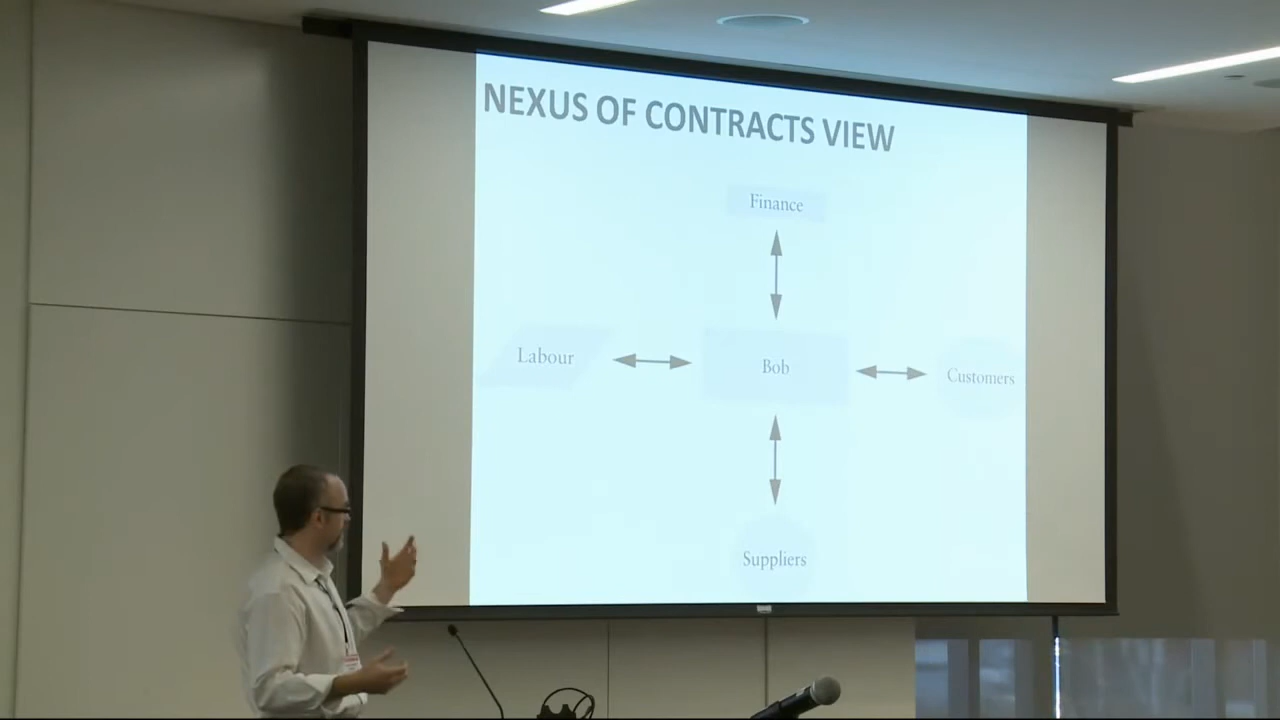 NEXUS OF CONTRACTS VIEW
Finance
Labour
Bob
Customers
Suppliers